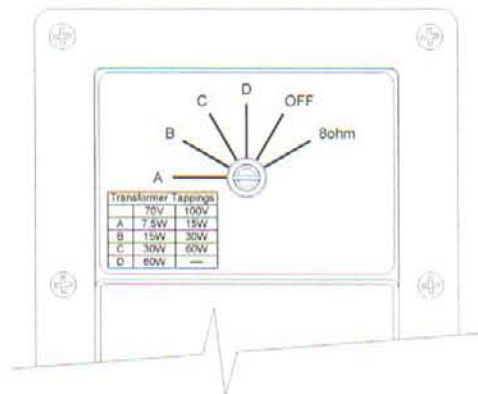 D
C
OFF
B
8ohm
A
Transformer Tappings
70V 100V
A 7.5W 15W
B 15W 30W
C 30W 60W
D 60W —